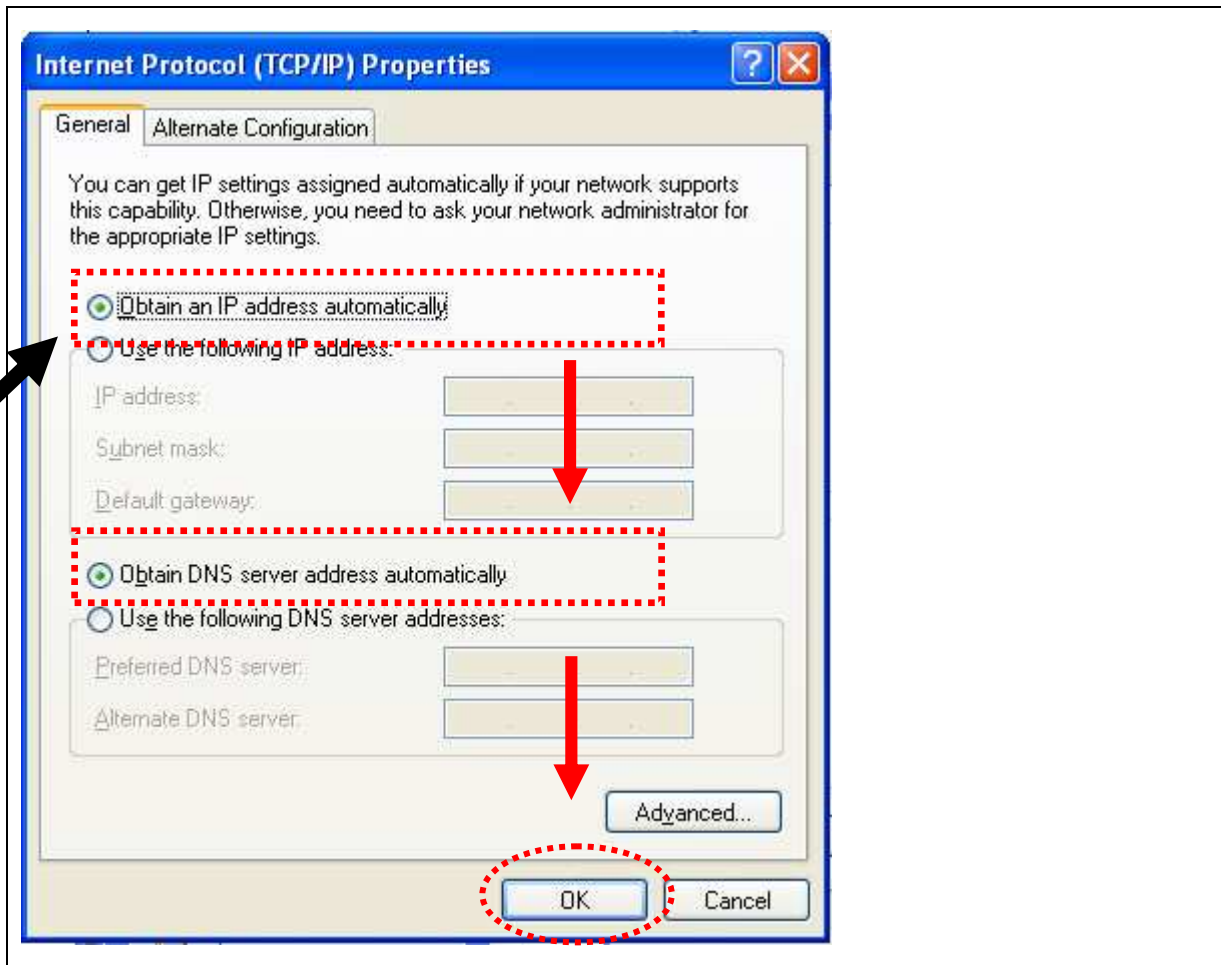 Internet Protocol (TCP/IP) Properties
General
Alternate Configuration
You can get IP settings assigned automatically if your network supports
this capability. Otherwise, you need to ask your network administrator for
the appropriate IP settings.
Obtain an IP address automatically
Use the following IP address:
IP address:
Subnet mask:
Default gateway:
Obtain DNS server address automatically
Use the following DNS server addresses:
Preferred DNS server:
Alternate DNS server:
Advanced...
OK
Cancel